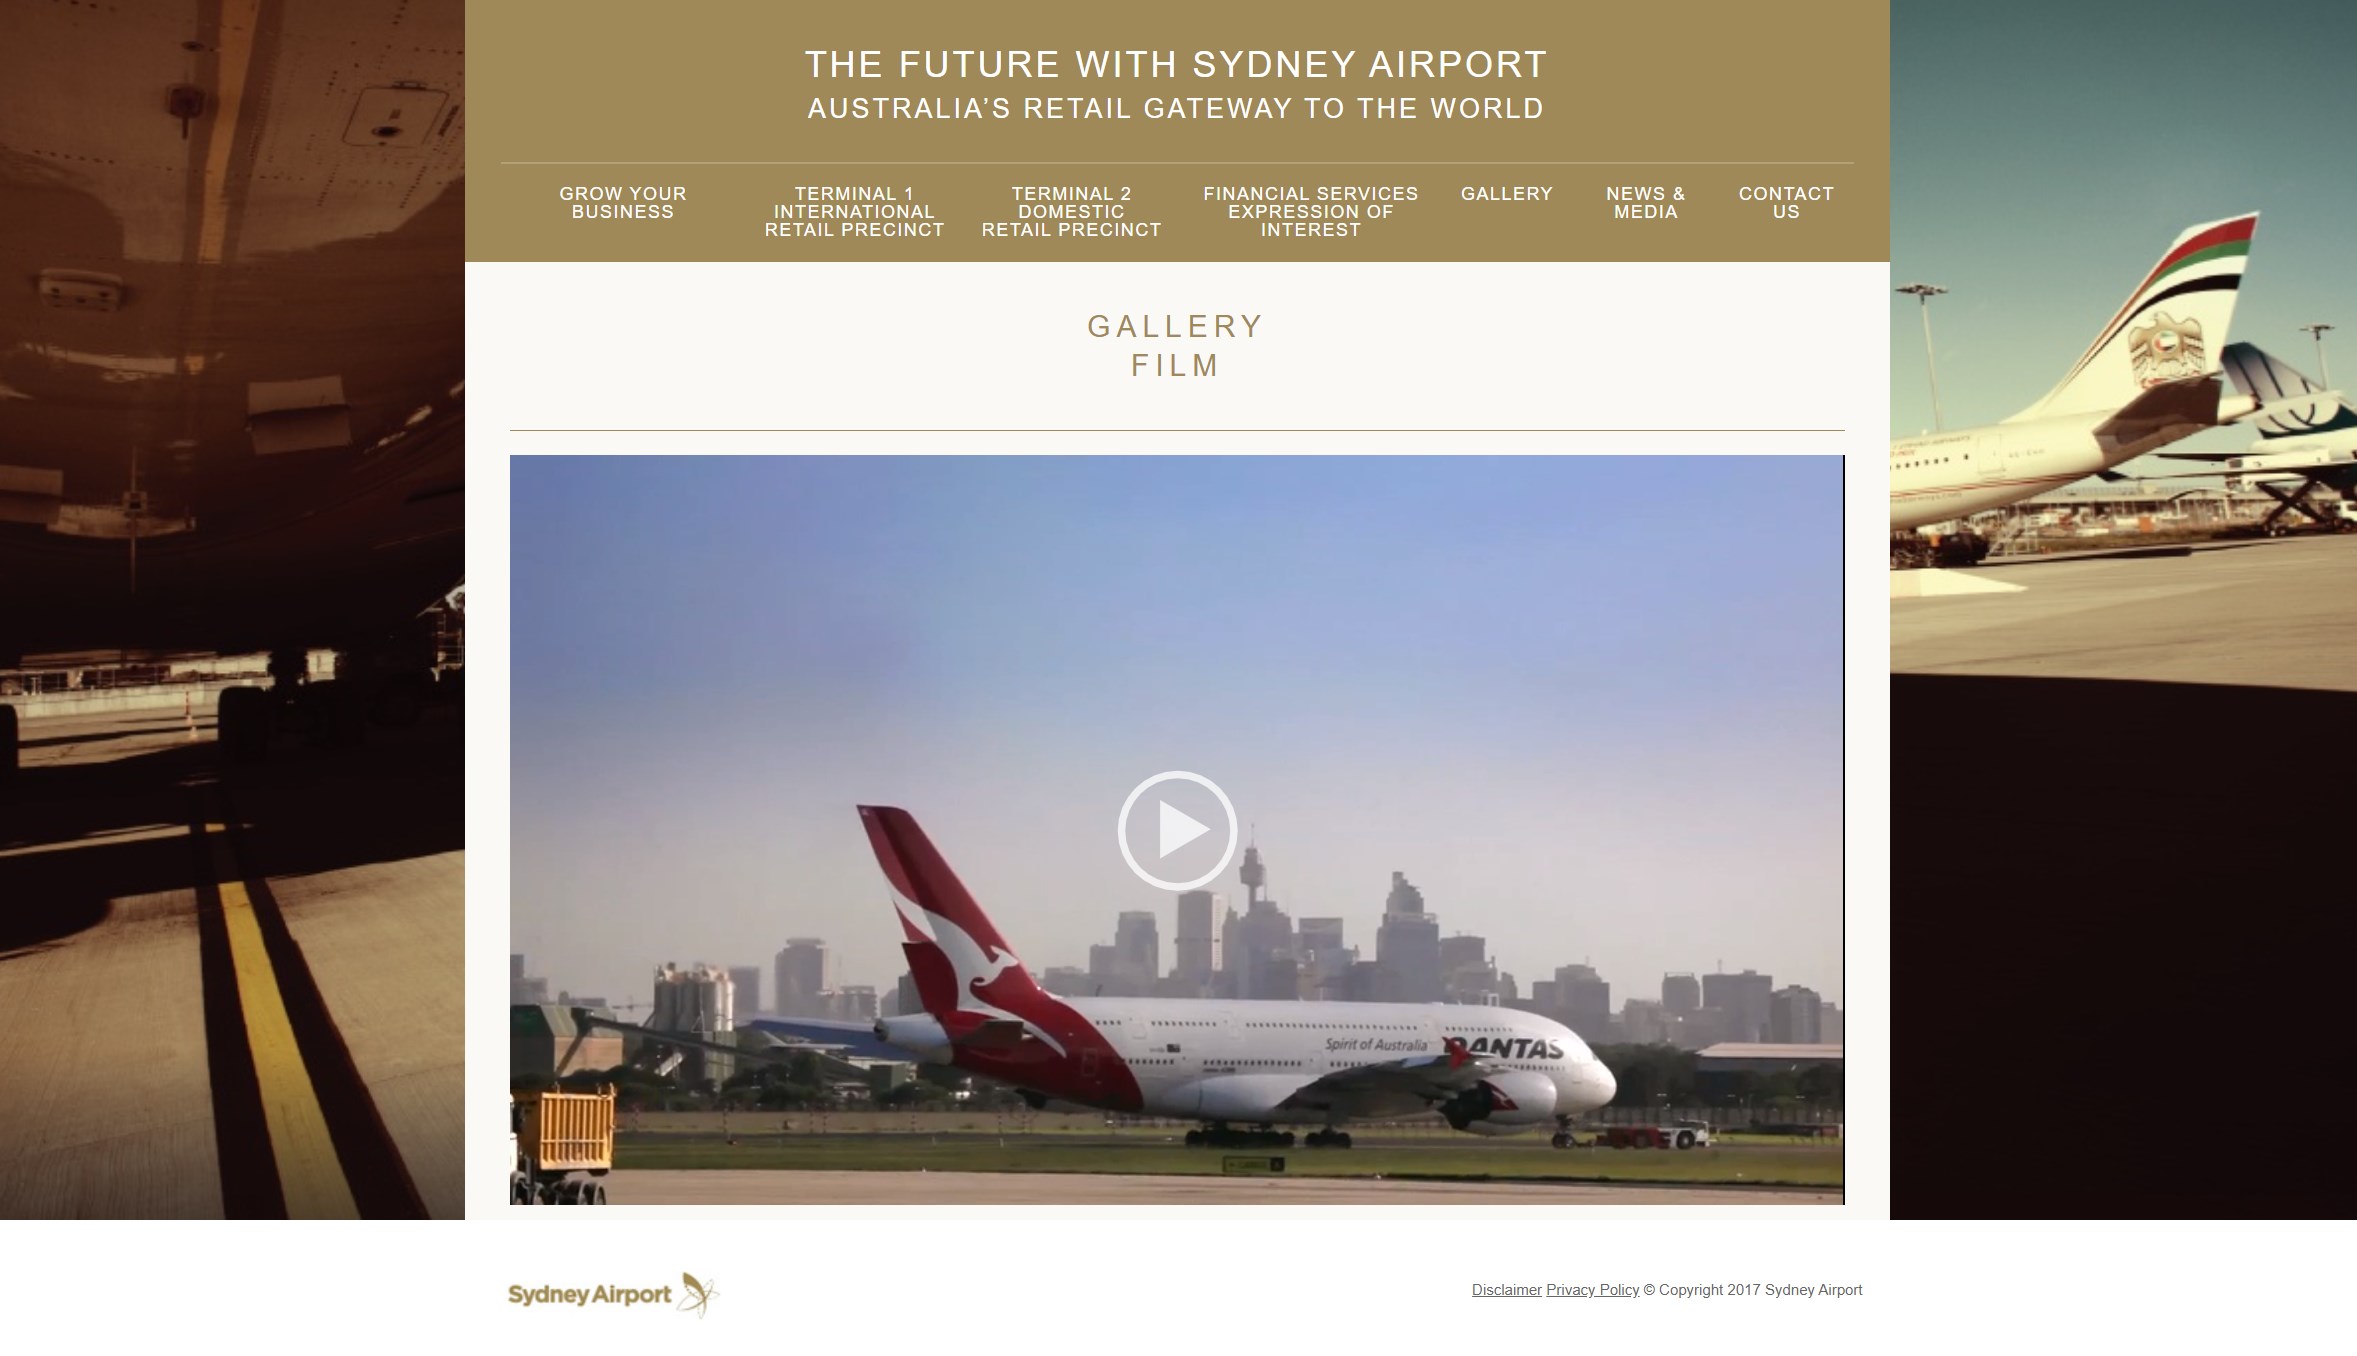 THE FUTURE WITH SYDNEY AIRPORT
AUSTRALIA’S RETAIL GATEWAY TO THE WORLD
GROW YOUR
BUSINESS
TERMINAL 1
INTERNATIONAL
RETAIL PRECINCT
TERMINAL 2
DOMESTIC
RETAIL PRECINCT
FINANCIAL SERVICES
EXPRESSION OF
INTEREST
GALLERY
NEWS &
MEDIA
CONTACT
US
GALLERY
FILM
Spirit of Australia
QANTAS
Sydney Airport
Disclaimer Privacy Policy © Copyright 2017 Sydney Airport